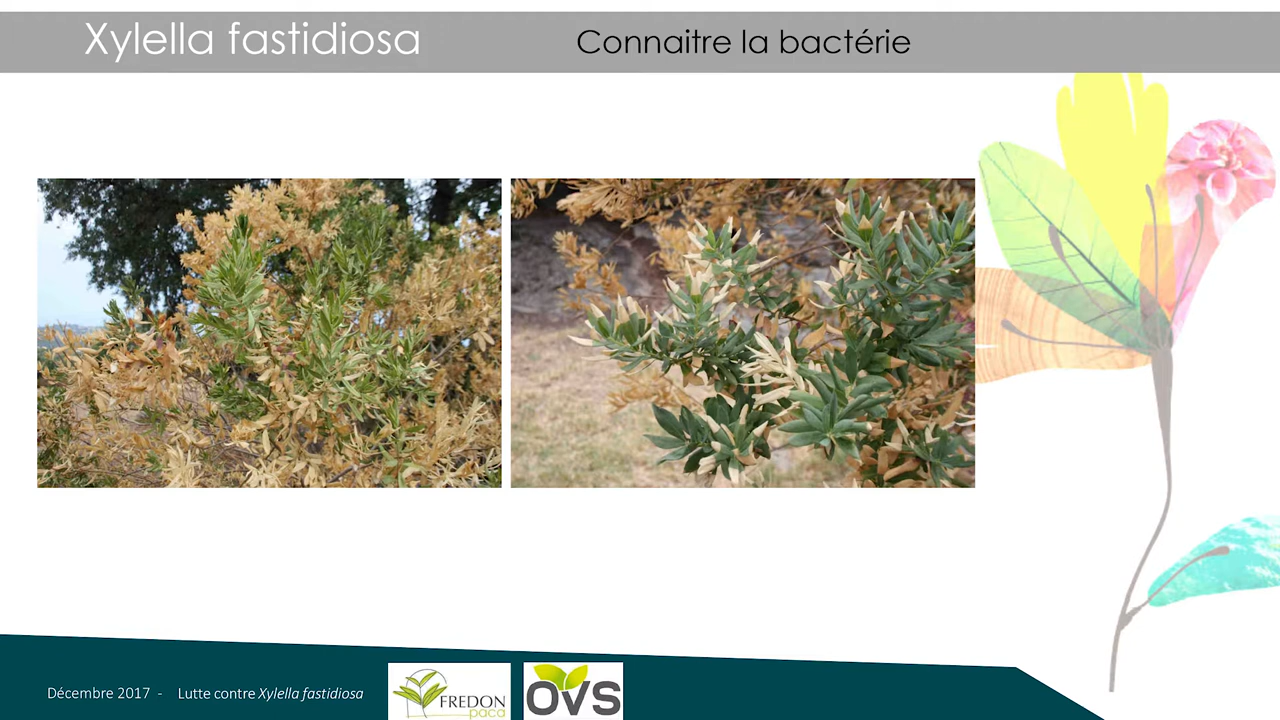 Xylella fastidiosa
Connaitre la bactérie
Décembre 2017 - Lutte contre Xylella fastidiosa
FREDON
paca
OVS